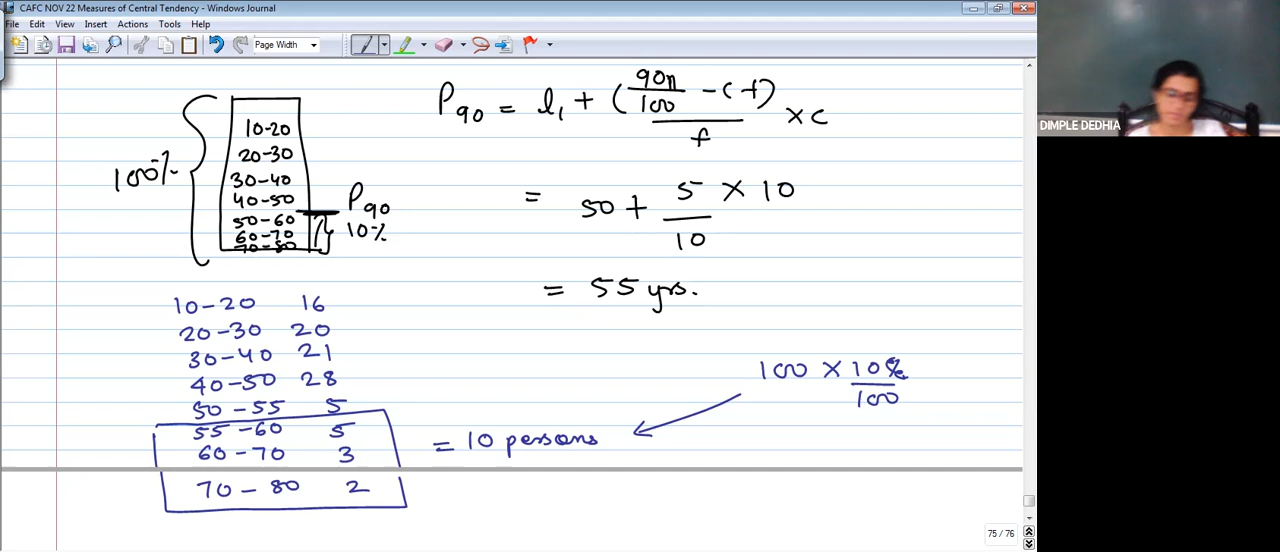 CAFC NOV 22 Measures of Central Tendency - Windows Journal
File Edit View Insert Actions Tools Help
Page Width
100%
10-20
20-30
30-40
40-50
50-60
60-70
70-80
P90
10%
P90 = l1 + (90n/100 - cf)/f × c
= 50 + 5/10 × 10
= 55 yrs.
10-20 16
20-30 20
30-40 21
40-50 28
50-55 5
55-60 5
60-70 3
70-80 2
= 10 persons
100 × 10%/100
DIMPLE DEDHIA
75 / 76